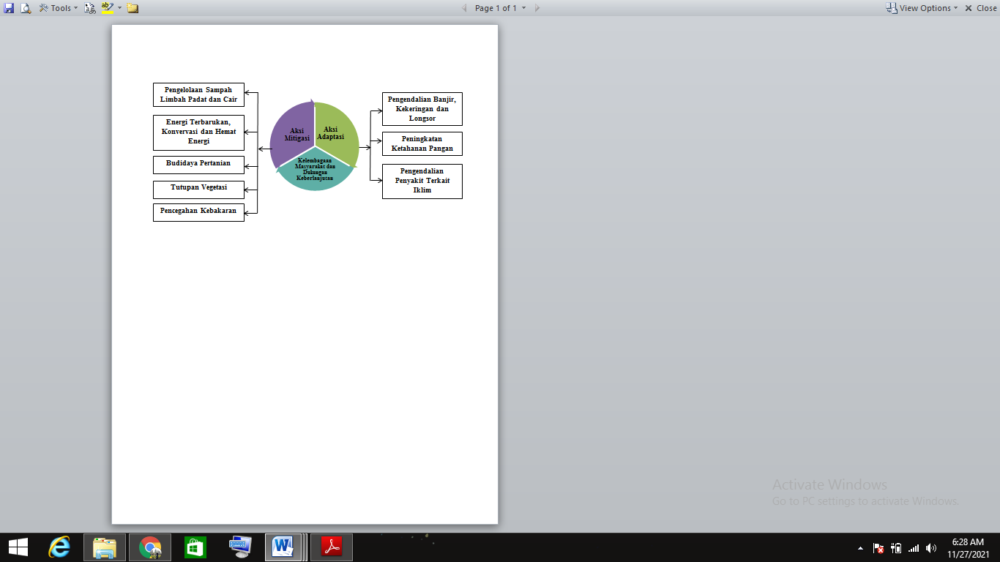 Tools
Page 1 of 1
View Options
Close
Pengelolaan Sampah
Limbah Padat dan Cair
Energi Terbarukan,
Konvervasi dan Hemat
Energi
Budidaya Pertanian
Tutupan Vegetasi
Pencegahan Kebakaran
Aksi
Mitigasi
Aksi
Adaptasi
Kelembagaan
Masyarakat dan
Dukungan
Keberlanjutan
Pengendalian Banjir,
Kekeringan dan
Longsor
Peningkatan
Ketahanan Pangan
Pengendalian
Penyakit Terkait
Iklim
Activate Windows
Go to PC settings to activate Windows.
6:28 AM
11/27/2021